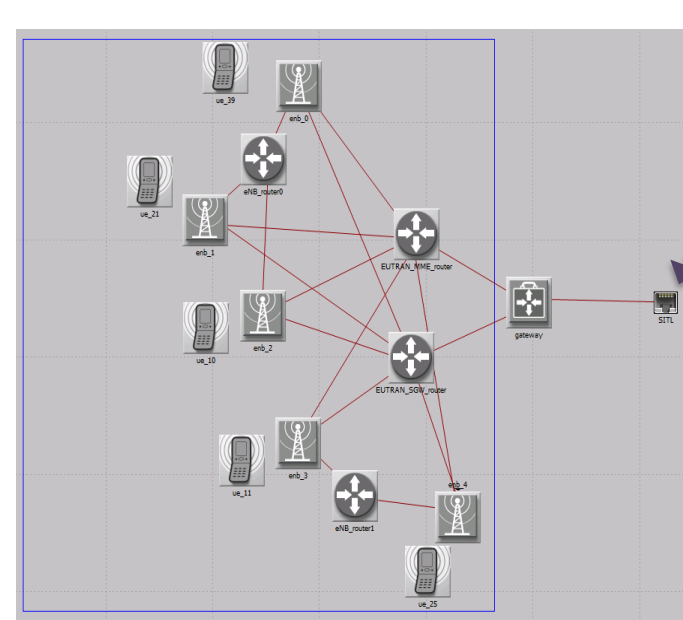 ue_39
enb_0
eNB_router0
ue_21
enb_1
EUTRAN_MME_router
SITL
gateway
enb_2
ue_10
EUTRAN_SGW_router
enb_3
enb_4
ue_11
eNB_router1
ue_25